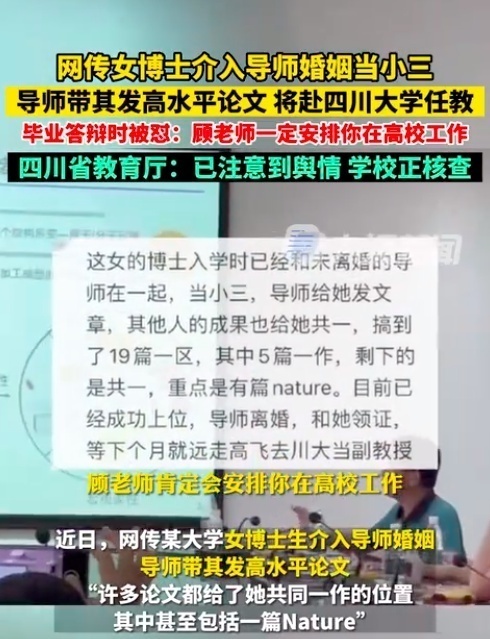 网传女博士介入导师婚姻当小三
导师带其发高水平论文 将赴四川大学任教
毕业答辩时被怼：顾老师一定安排你在高校工作
四川省教育厅：已注意到舆情 学校正核查
这女的博士入学时已经和未离婚的导
师在一起，当小三，导师给她发文
章，其他人的成果也给她共一，搞到
了19篇一区，其中5篇一作，剩下的
是共一，重点是有篇nature。目前已
经成功上位，导师离婚，和她领证，
等下个月就远走高飞去川大当副教授
顾老师肯定会安排你在高校工作
近日，网传某大学女博士生介入导师婚姻
导师带其发高水平论文
“许多论文都给了她共同一作的位置
其中甚至包括一篇Nature”